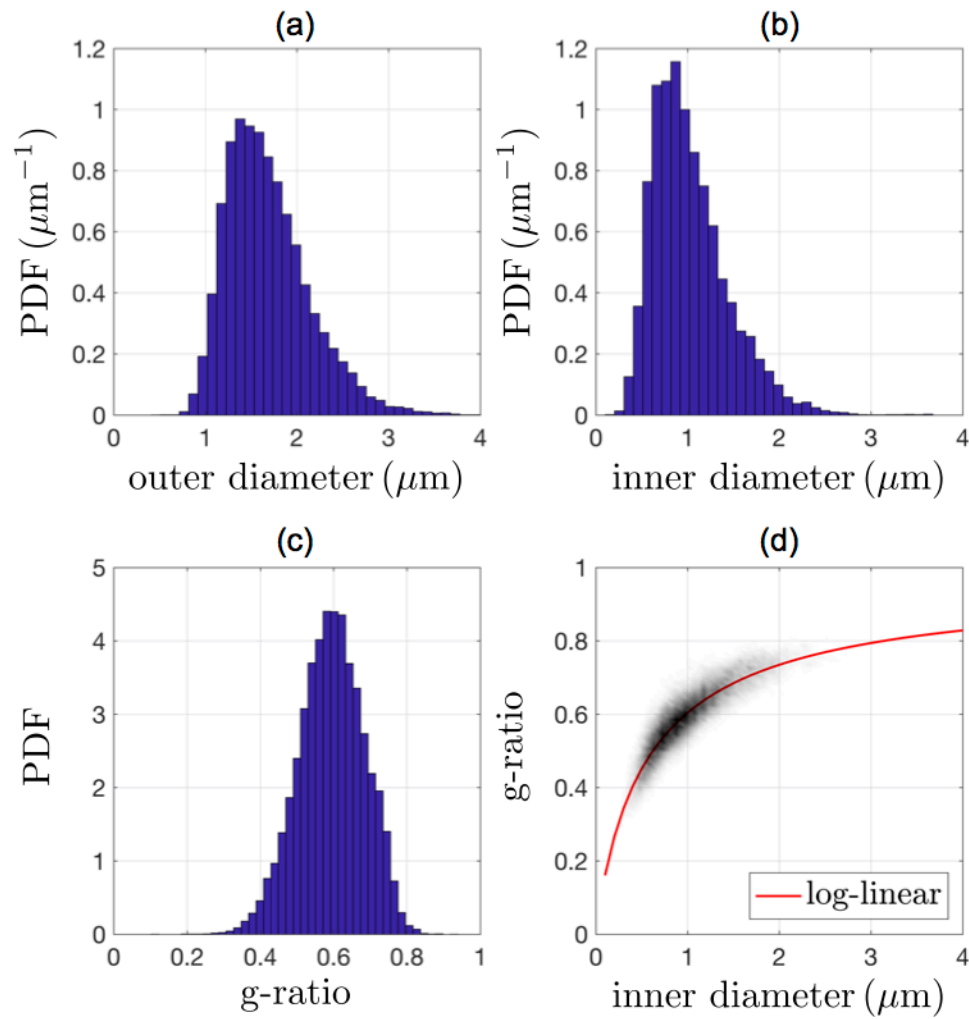 (a)
1.2
1
0.8
0.6
0.4
0.2
0
PDF (μm⁻¹)
0 1 2 3 4
outer diameter (μm)
(b)
1.2
1
0.8
0.6
0.4
0.2
0
PDF (μm⁻¹)
0 1 2 3 4
inner diameter (μm)
(c)
5
4
3
2
1
0
PDF
0 0.2 0.4 0.6 0.8 1
g-ratio
(d)
1
0.8
0.6
0.4
0.2
0
g-ratio
log-linear
0 1 2 3 4
inner diameter (μm)